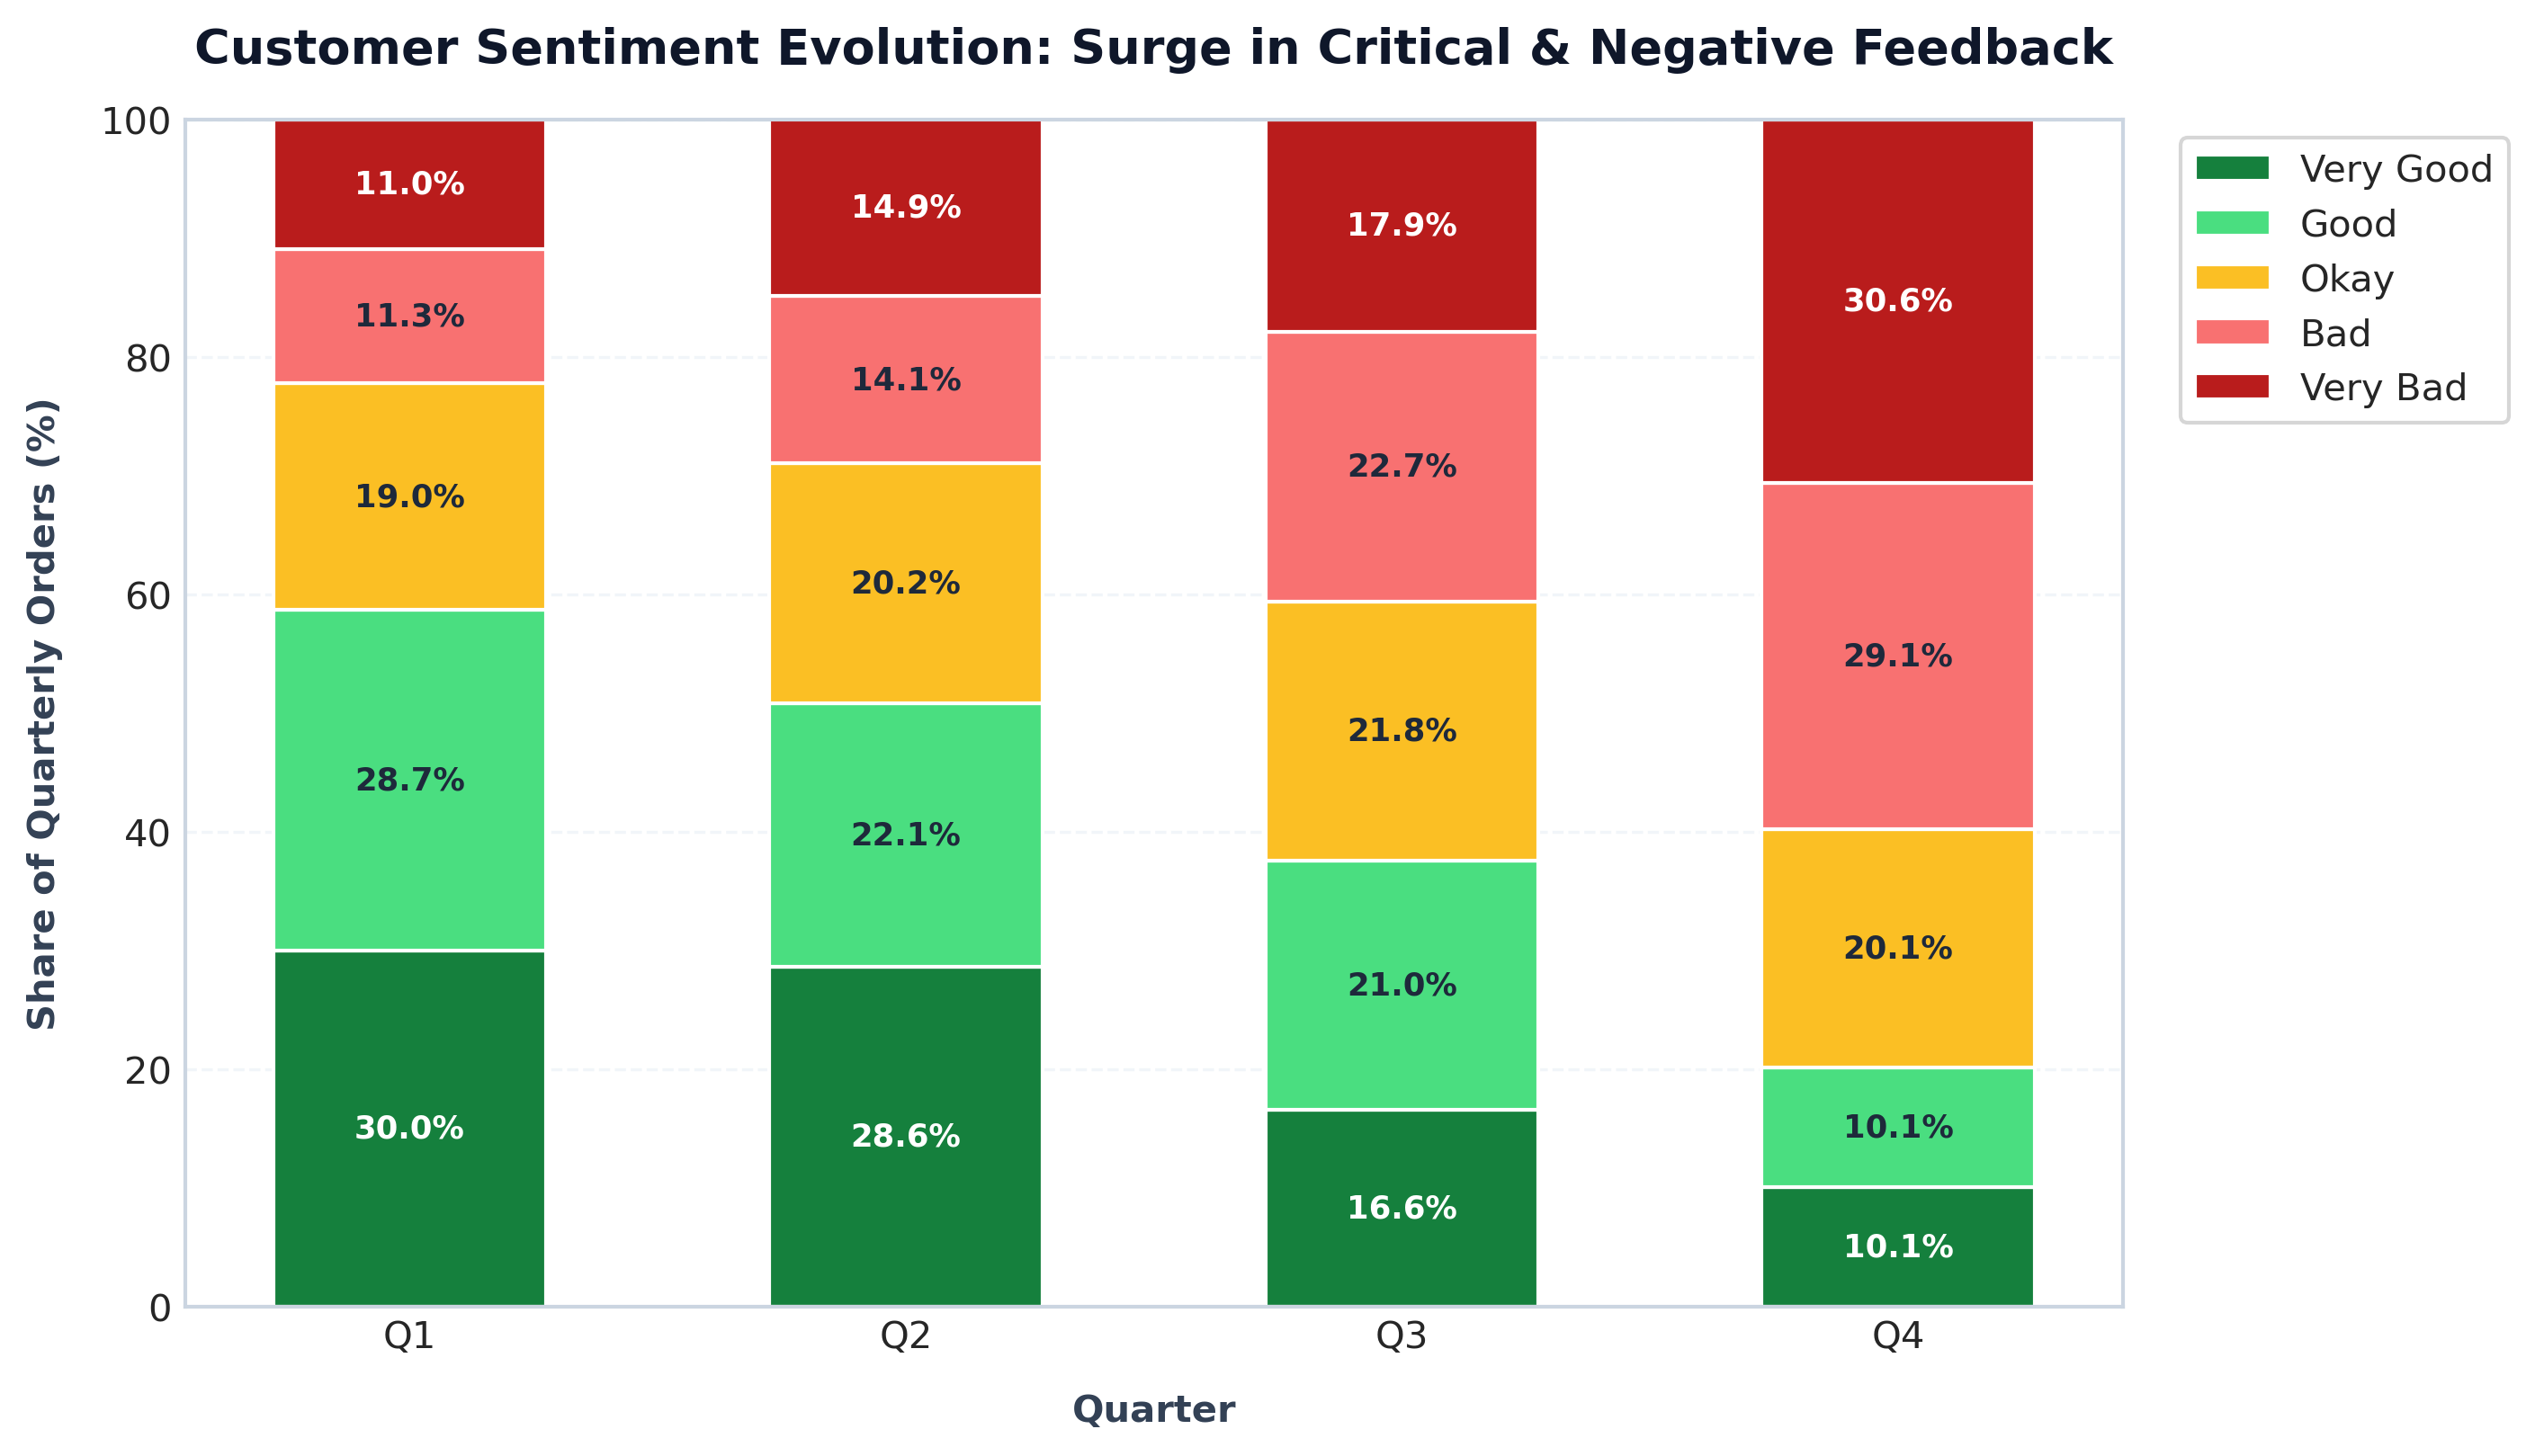 Customer Sentiment Evolution: Surge in Critical & Negative Feedback
Share of Quarterly Orders (%)
100
80
60
40
20
0
11.0%
11.3%
19.0%
28.7%
30.0%
14.9%
14.1%
20.2%
22.1%
28.6%
17.9%
22.7%
21.8%
21.0%
16.6%
30.6%
29.1%
20.1%
10.1%
10.1%
Q1
Q2
Q3
Q4
Quarter
Very Good
Good
Okay
Bad
Very Bad